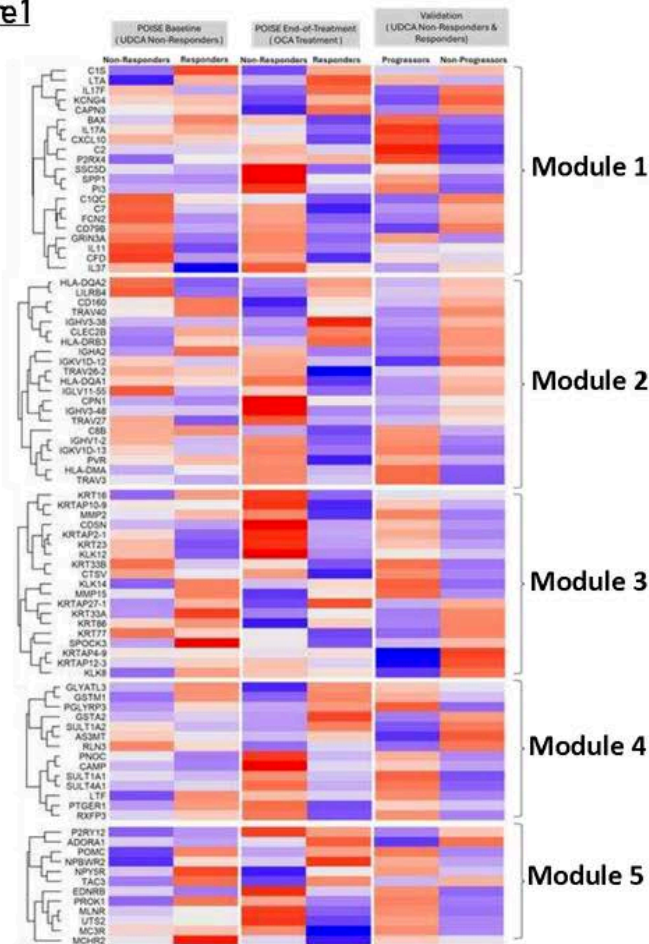 re1
POISE Baseline
( UDCA Non-Responders )
POISE End-of-Treatment
( OCA Treatment )
Validation
( UDCA Non-Responders &
Responders)
Non-Responders Responders Non-Responders Responders Progressors Non-Progressors
C1S
LTA
IL17F
KCNG4
CAPN3
BAX
IL17A
CXCL10
C2
P2RX4
SSC5D
SPP1
PI3
C1QC
C7
FCN2
CD79B
GRIN3A
IL11
CFD
IL37
Module 1
HLA-DQA2
LILRB4
CD160
TRAV40
IGHV3-38
CLEC2B
HLA-DRB3
IGHA2
IGKV1D-12
TRAV26-2
HLA-DQA1
IGLV11-55
CPN1
IGHV3-48
TRAV27
C8B
IGHV1-2
IGKV1D-13
PVR
HLA-DMA
TRAV3
Module 2
KRT16
KRTAP10-9
MMP2
CDSN
KRTAP2-1
KRT23
KLK12
KRT33B
CTSV
KLK14
MMP15
KRTAP27-1
KRT33A
KRT86
KRT77
SPOCK3
KRTAP4-9
KRTAP12-3
KLK8
Module 3
GLYATL3
GSTM1
PGLYRP3
GSTA2
SULT1A2
AS3MT
RLN3
PNOC
CAMP
SULT1A1
SULT4A1
LTF
PTGER1
RXFP3
Module 4
P2RY12
ADORA1
POMC
NPBWR2
NPY5R
TAC3
EDNRB
PROK1
MLNR
UTS2
MC3R
MCHR2
Module 5